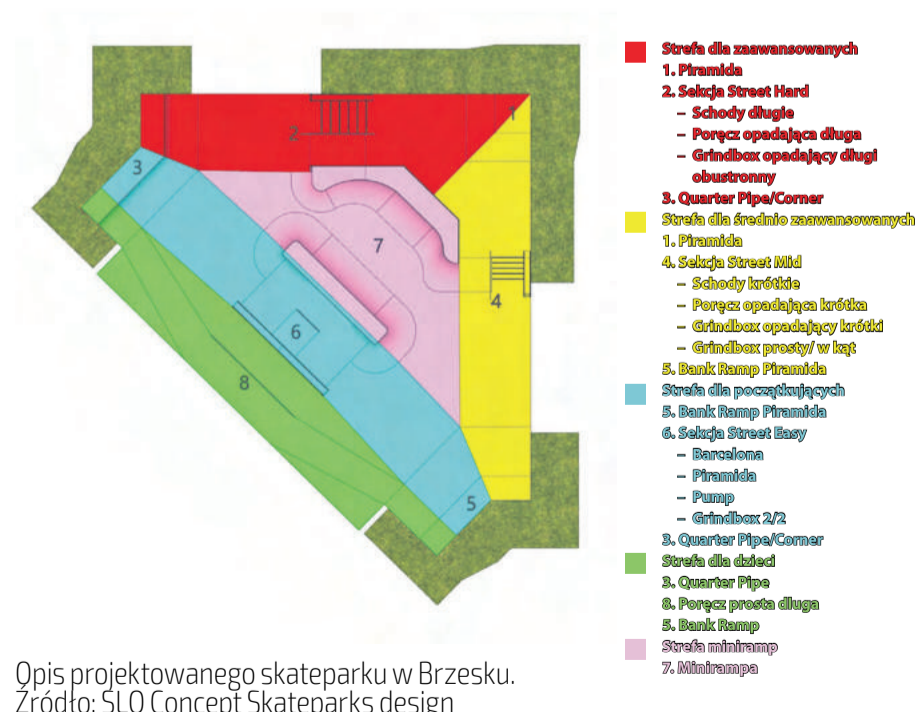 1
2
3
7
4
6
8
5
Strefa dla zaawansowanych
1. Piramida
2. Sekcja Street Hard
– Schody długie
– Poręcz opadająca długa
– Grindbox opadający długi
obustronny
3. Quarter Pipe/Corner
Strefa dla średnio zaawansowanych
1. Piramida
4. Sekcja Street Mid
– Schody krótkie
– Poręcz opadająca krótka
– Grindbox opadający krótki
– Grindbox prosty/ w kąt
5. Bank Ramp Piramida
Strefa dla początkujących
5. Bank Ramp Piramida
6. Sekcja Street Easy
– Barcelona
– Piramida
– Pump
– Grindbox 2/2
3. Quarter Pipe/Corner
Strefa dla dzieci
3. Quarter Pipe
8. Poręcz prosta długa
5. Bank Ramp
Strefa miniramp
7. Minirampa
Opis projektowanego skateparku w Brzesku.
Źródło: SLO Concept Skateparks design